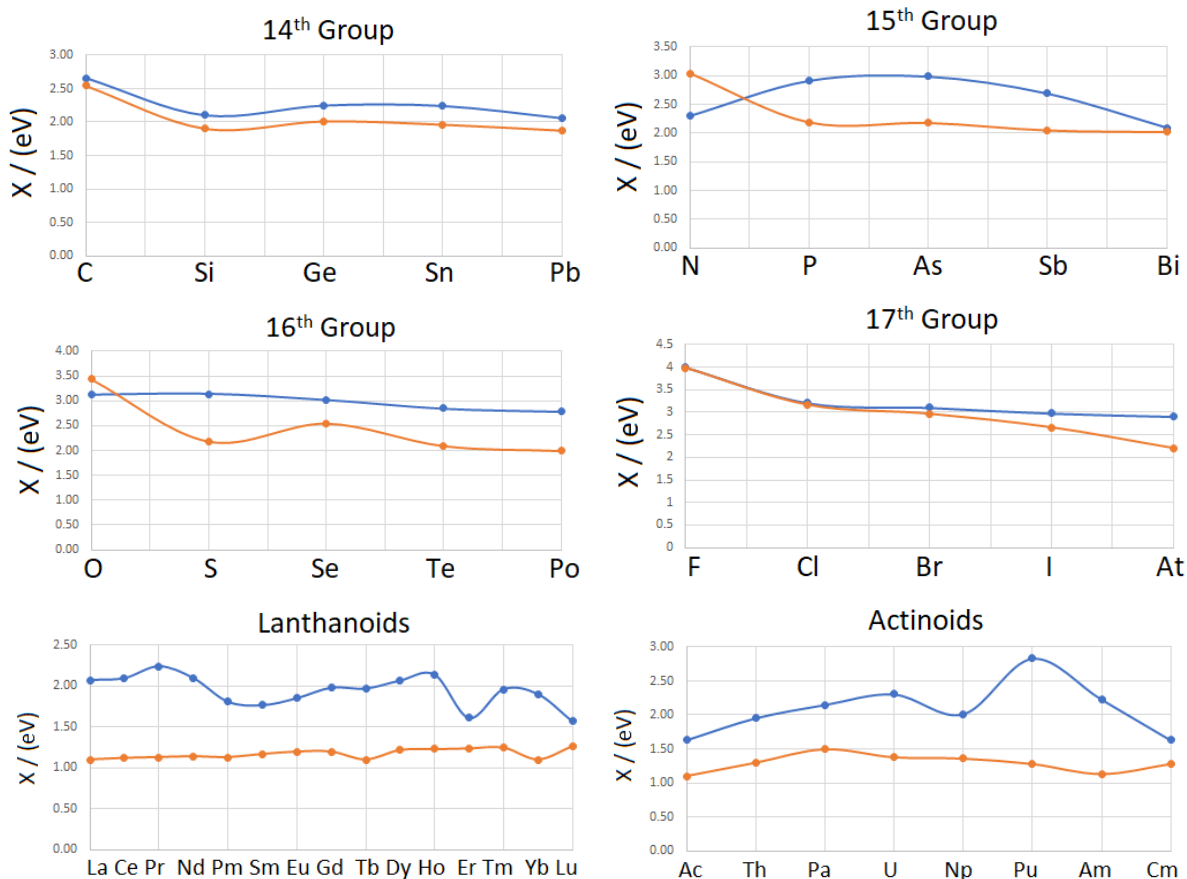 14th Group
X / (eV)
3.00
2.50
2.00
1.50
1.00
0.50
0.00
C Si Ge Sn Pb
15th Group
X / (eV)
3.50
3.00
2.50
2.00
1.50
1.00
0.50
0.00
N P As Sb Bi
16th Group
X / (eV)
4.00
3.50
3.00
2.50
2.00
1.50
1.00
0.50
0.00
O S Se Te Po
17th Group
X / (eV)
4.5
4
3.5
3
2.5
2
1.5
1
0.5
0
F Cl Br I At
Lanthanoids
X / (eV)
2.50
2.00
1.50
1.00
0.50
0.00
La Ce Pr Nd Pm Sm Eu Gd Tb Dy Ho Er Tm Yb Lu
Actinoids
X / (eV)
3.00
2.50
2.00
1.50
1.00
0.50
0.00
Ac Th Pa U Np Pu Am Cm